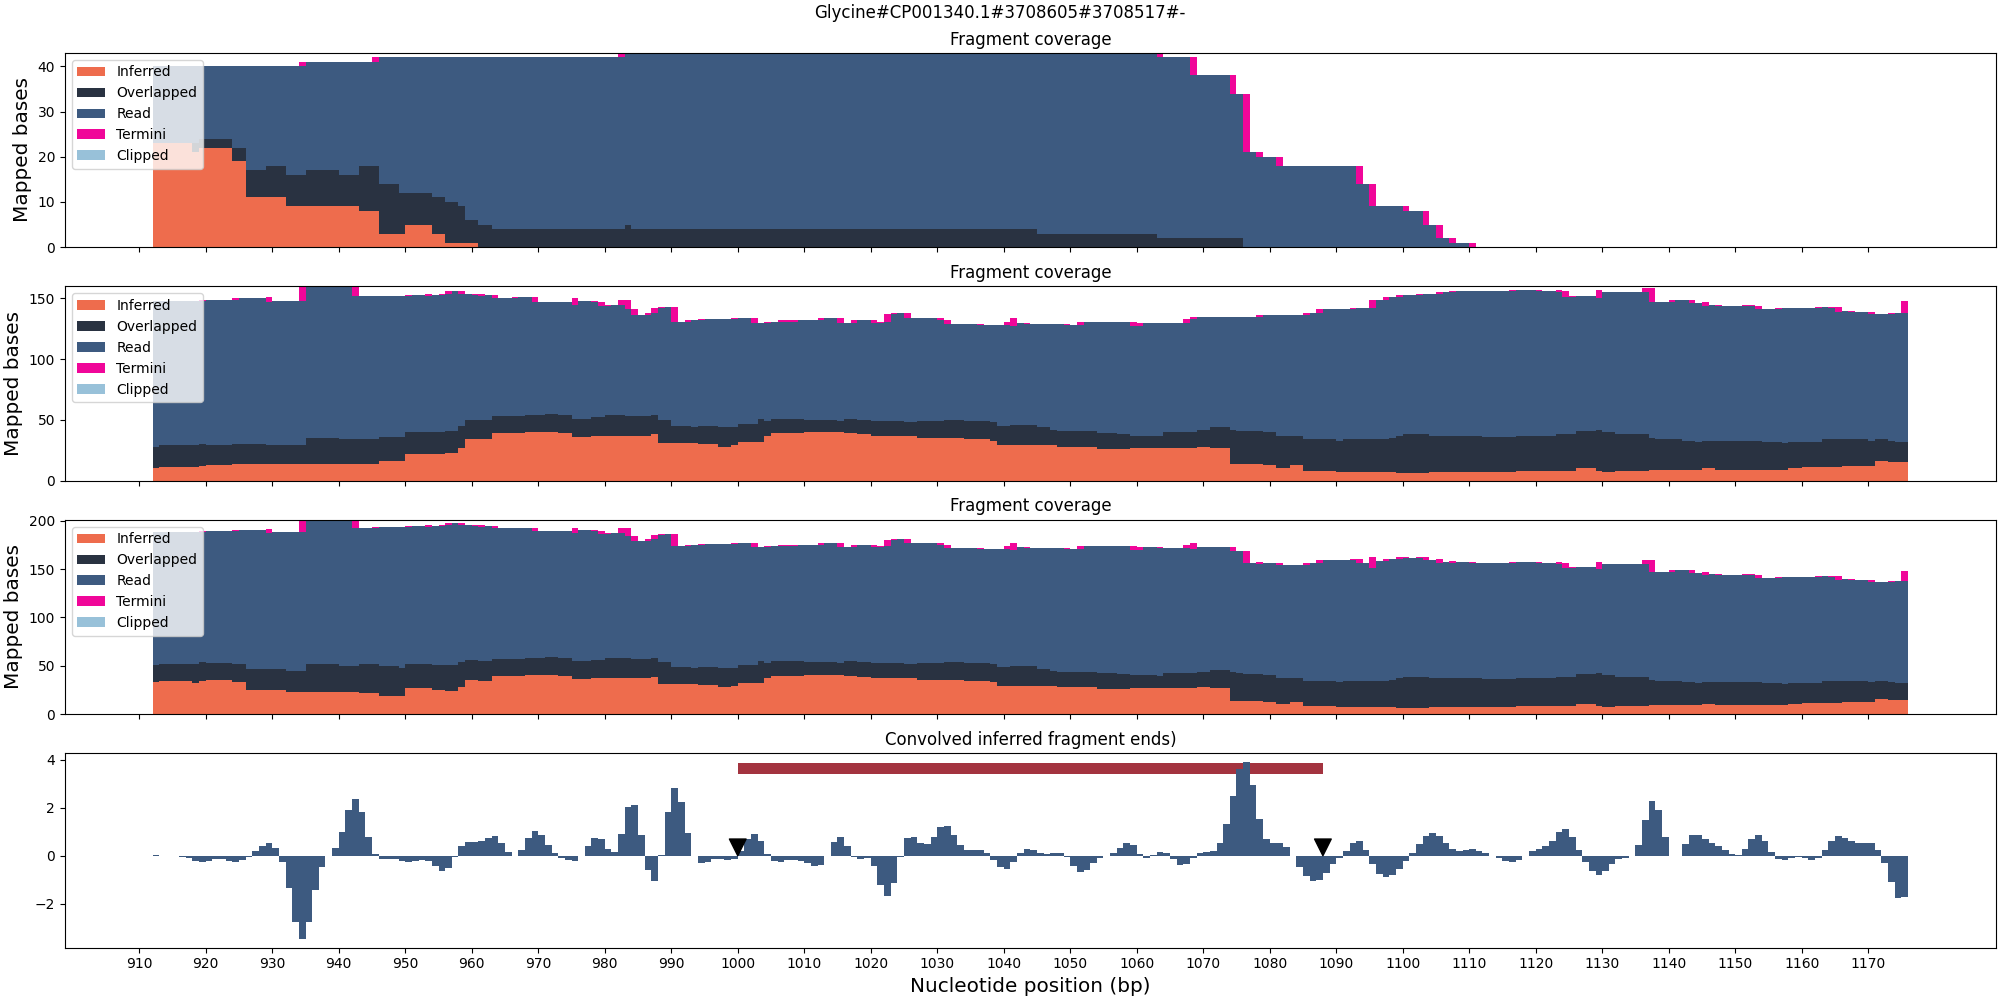 Glycine#CP001340.1#3708605#3708517#-
Fragment coverage
Mapped bases
40
30
20
10
0
Inferred
Overlapped
Read
Termini
Clipped
Fragment coverage
Mapped bases
150
100
50
0
Inferred
Overlapped
Read
Termini
Clipped
Fragment coverage
Mapped bases
200
150
100
50
0
Inferred
Overlapped
Read
Termini
Clipped
Convolved inferred fragment ends)
4
2
0
−2
910 920 930 940 950 960 970 980 990 1000 1010 1020 1030 1040 1050 1060 1070 1080 1090 1100 1110 1120 1130 1140 1150 1160 1170
Nucleotide position (bp)